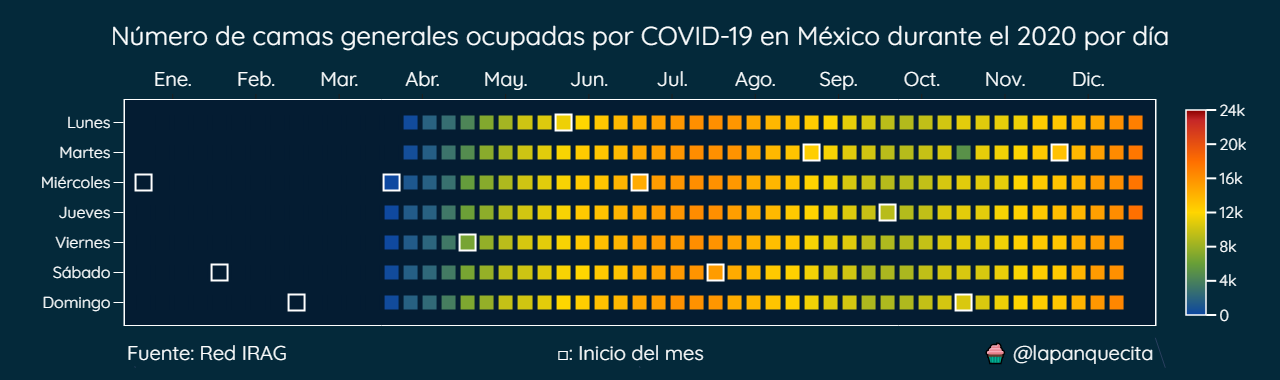 Número de camas generales ocupadas por COVID-19 en México durante el 2020 por día
Ene. Feb. Mar. Abr. May. Jun. Jul. Ago. Sep. Oct. Nov. Dic.
Lunes
Martes
Miércoles
Jueves
Viernes
Sábado
Domingo
24k
20k
16k
12k
8k
4k
0
Fuente: Red IRAG
□: Inicio del mes
🧁 @lapanquecita